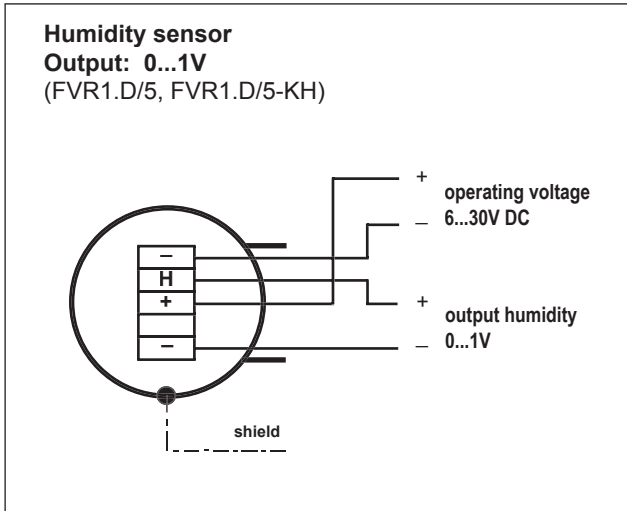 Humidity sensor
Output: 0...1V
(FVR1.D/5, FVR1.D/5-KH)
+
operating voltage
– 6...30V DC
–
H
+
–
+
output humidity
– 0...1V
shield